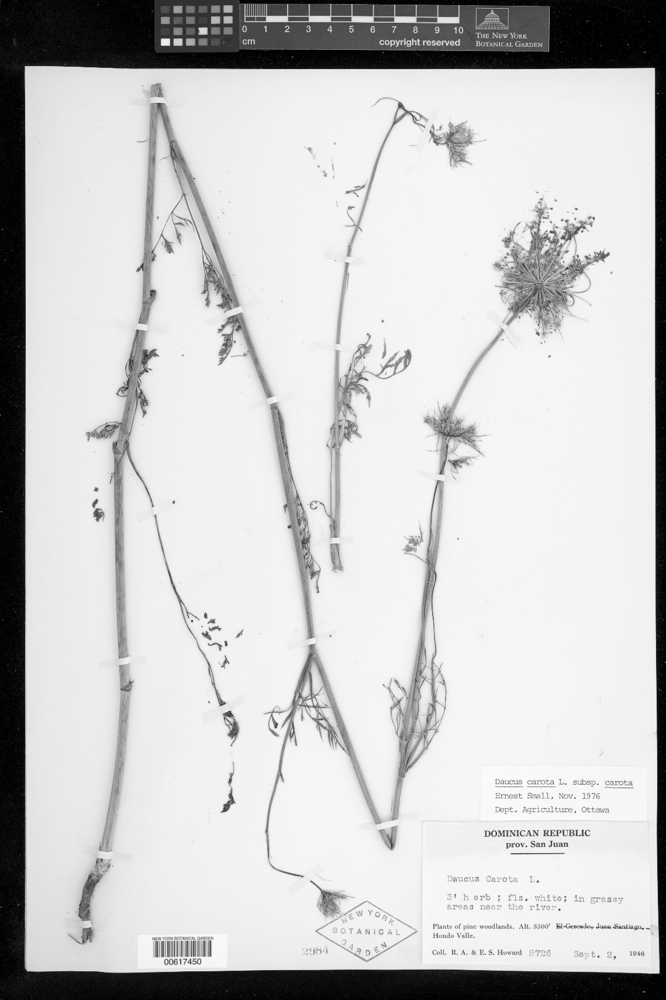 0 1 2 3 4 5 6 7 8 9 10
cm
copyright reserved
THE NEW YORK
BOTANICAL GARDEN
Daucus carota L. subsp. carota
Ernest Small, Nov. 1976
Dept. Agriculture, Ottawa
DOMINICAN REPUBLIC
prov. San Juan
Daucus Carota L.
3' h erb ; fls. white; in grassy
areas near the river.
Plants of pine woodlands. Alt. 3500' El Cercado, Juan Santiago,
Hondo Valle.
Coll. R. A. & E. S. Howard 8726 Sept. 2, 1946
NEW YORK
BOTANICAL
GARDEN
2984
NEW YORK BOTANICAL GARDEN
00617450